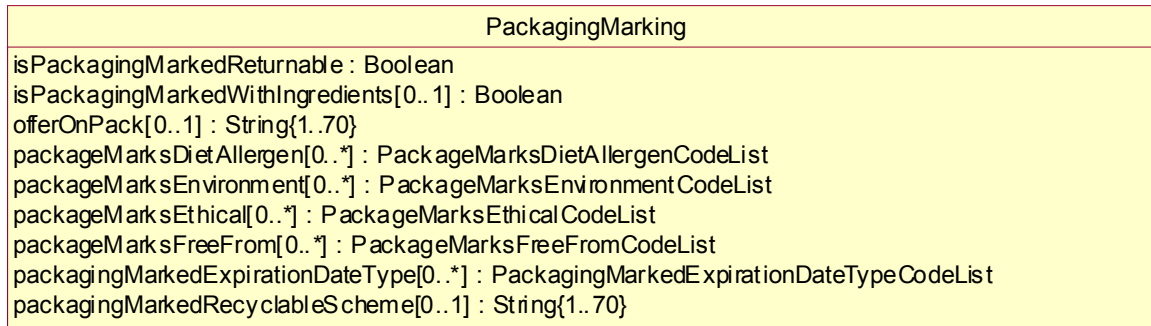 PackagingMarking
isPackagingMarkedReturnable : Boolean
isPackagingMarkedWithIngredients[0..1] : Boolean
offerOnPack[0..1] : String{1..70}
packageMarksDietAllergen[0..*] : PackageMarksDietAllergenCodeList
packageMarksEnvironment[0..*] : PackageMarksEnvironmentCodeList
packageMarksEthical[0..*] : PackageMarksEthicalCodeList
packageMarksFreeFrom[0..*] : PackageMarksFreeFromCodeList
packagingMarkedExpirationDateType[0..*] : PackagingMarkedExpirationDateTypeCodeList
packagingMarkedRecyclableScheme[0..1] : String{1..70}